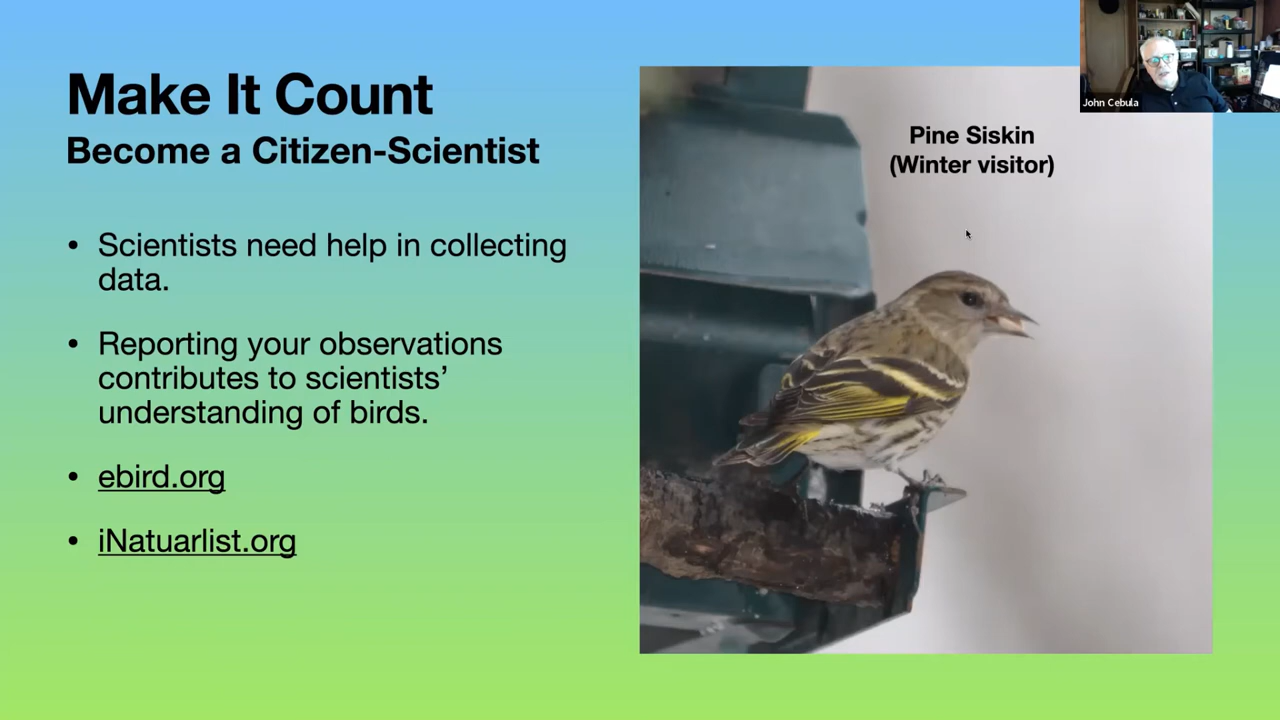 Make It Count
Become a Citizen-Scientist
• Scientists need help in collecting
data.
• Reporting your observations
contributes to scientists’
understanding of birds.
• ebird.org
• iNatuarlist.org
Pine Siskin
(Winter visitor)
John Cebula